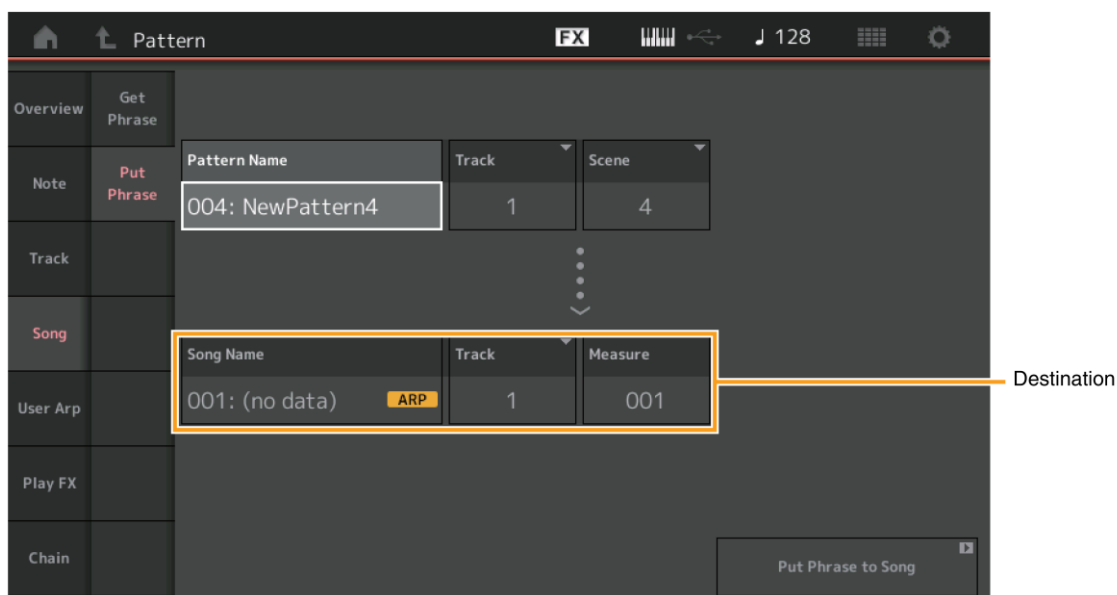 Pattern
FX
♩ 128
Overview
Get
Phrase
Note
Put
Phrase
Track
Song
User Arp
Play FX
Chain
Pattern Name
Track
Scene
004: NewPattern4
1
4
Song Name
Track
Measure
001: (no data)
ARP
1
001
Destination
Put Phrase to Song